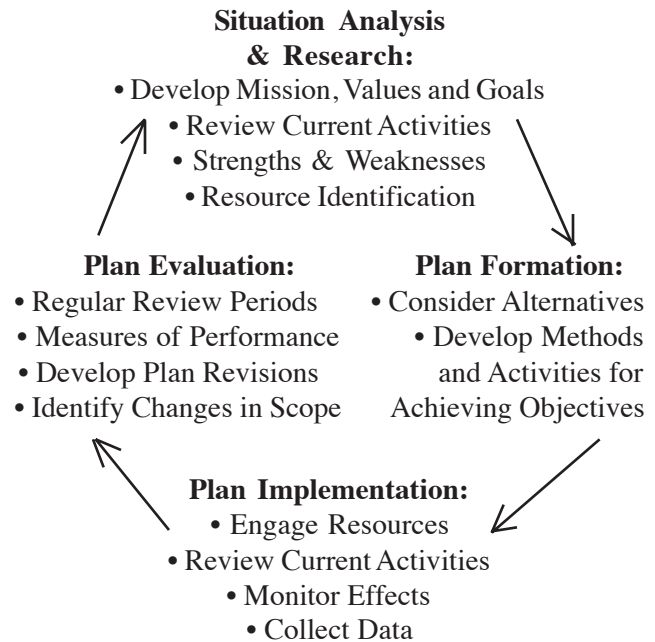 Situation Analysis
& Research:
• Develop Mission, Values and Goals
• Review Current Activities
• Strengths & Weaknesses
• Resource Identification
Plan Evaluation:
• Regular Review Periods
• Measures of Performance
• Develop Plan Revisions
• Identify Changes in Scope
Plan Formation:
• Consider Alternatives
• Develop Methods
and Activities for
Achieving Objectives
Plan Implementation:
• Engage Resources
• Review Current Activities
• Monitor Effects
• Collect Data